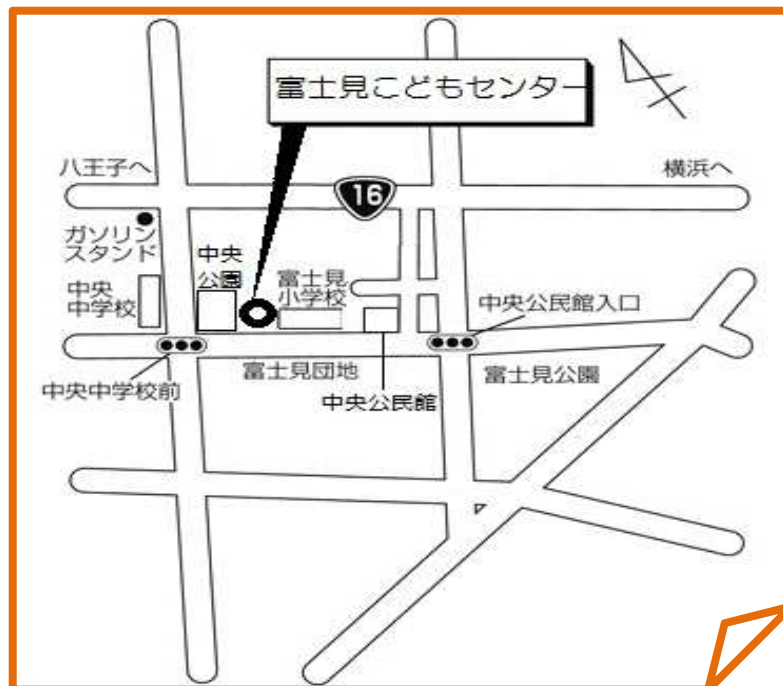 富士見こどもセンター
八王子へ
横浜へ
16
ガソリン
スタンド
中央
公園
富士見
小学校
中央
中学校
中央公民館入口
富士見団地
富士見公園
中央中学校前
中央公民館